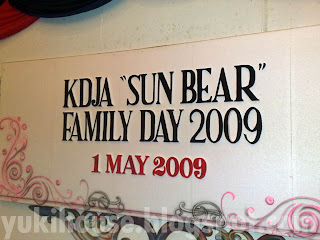 KDJA "SUN BEAR"
FAMILY DAY 2009
1 MAY 2009